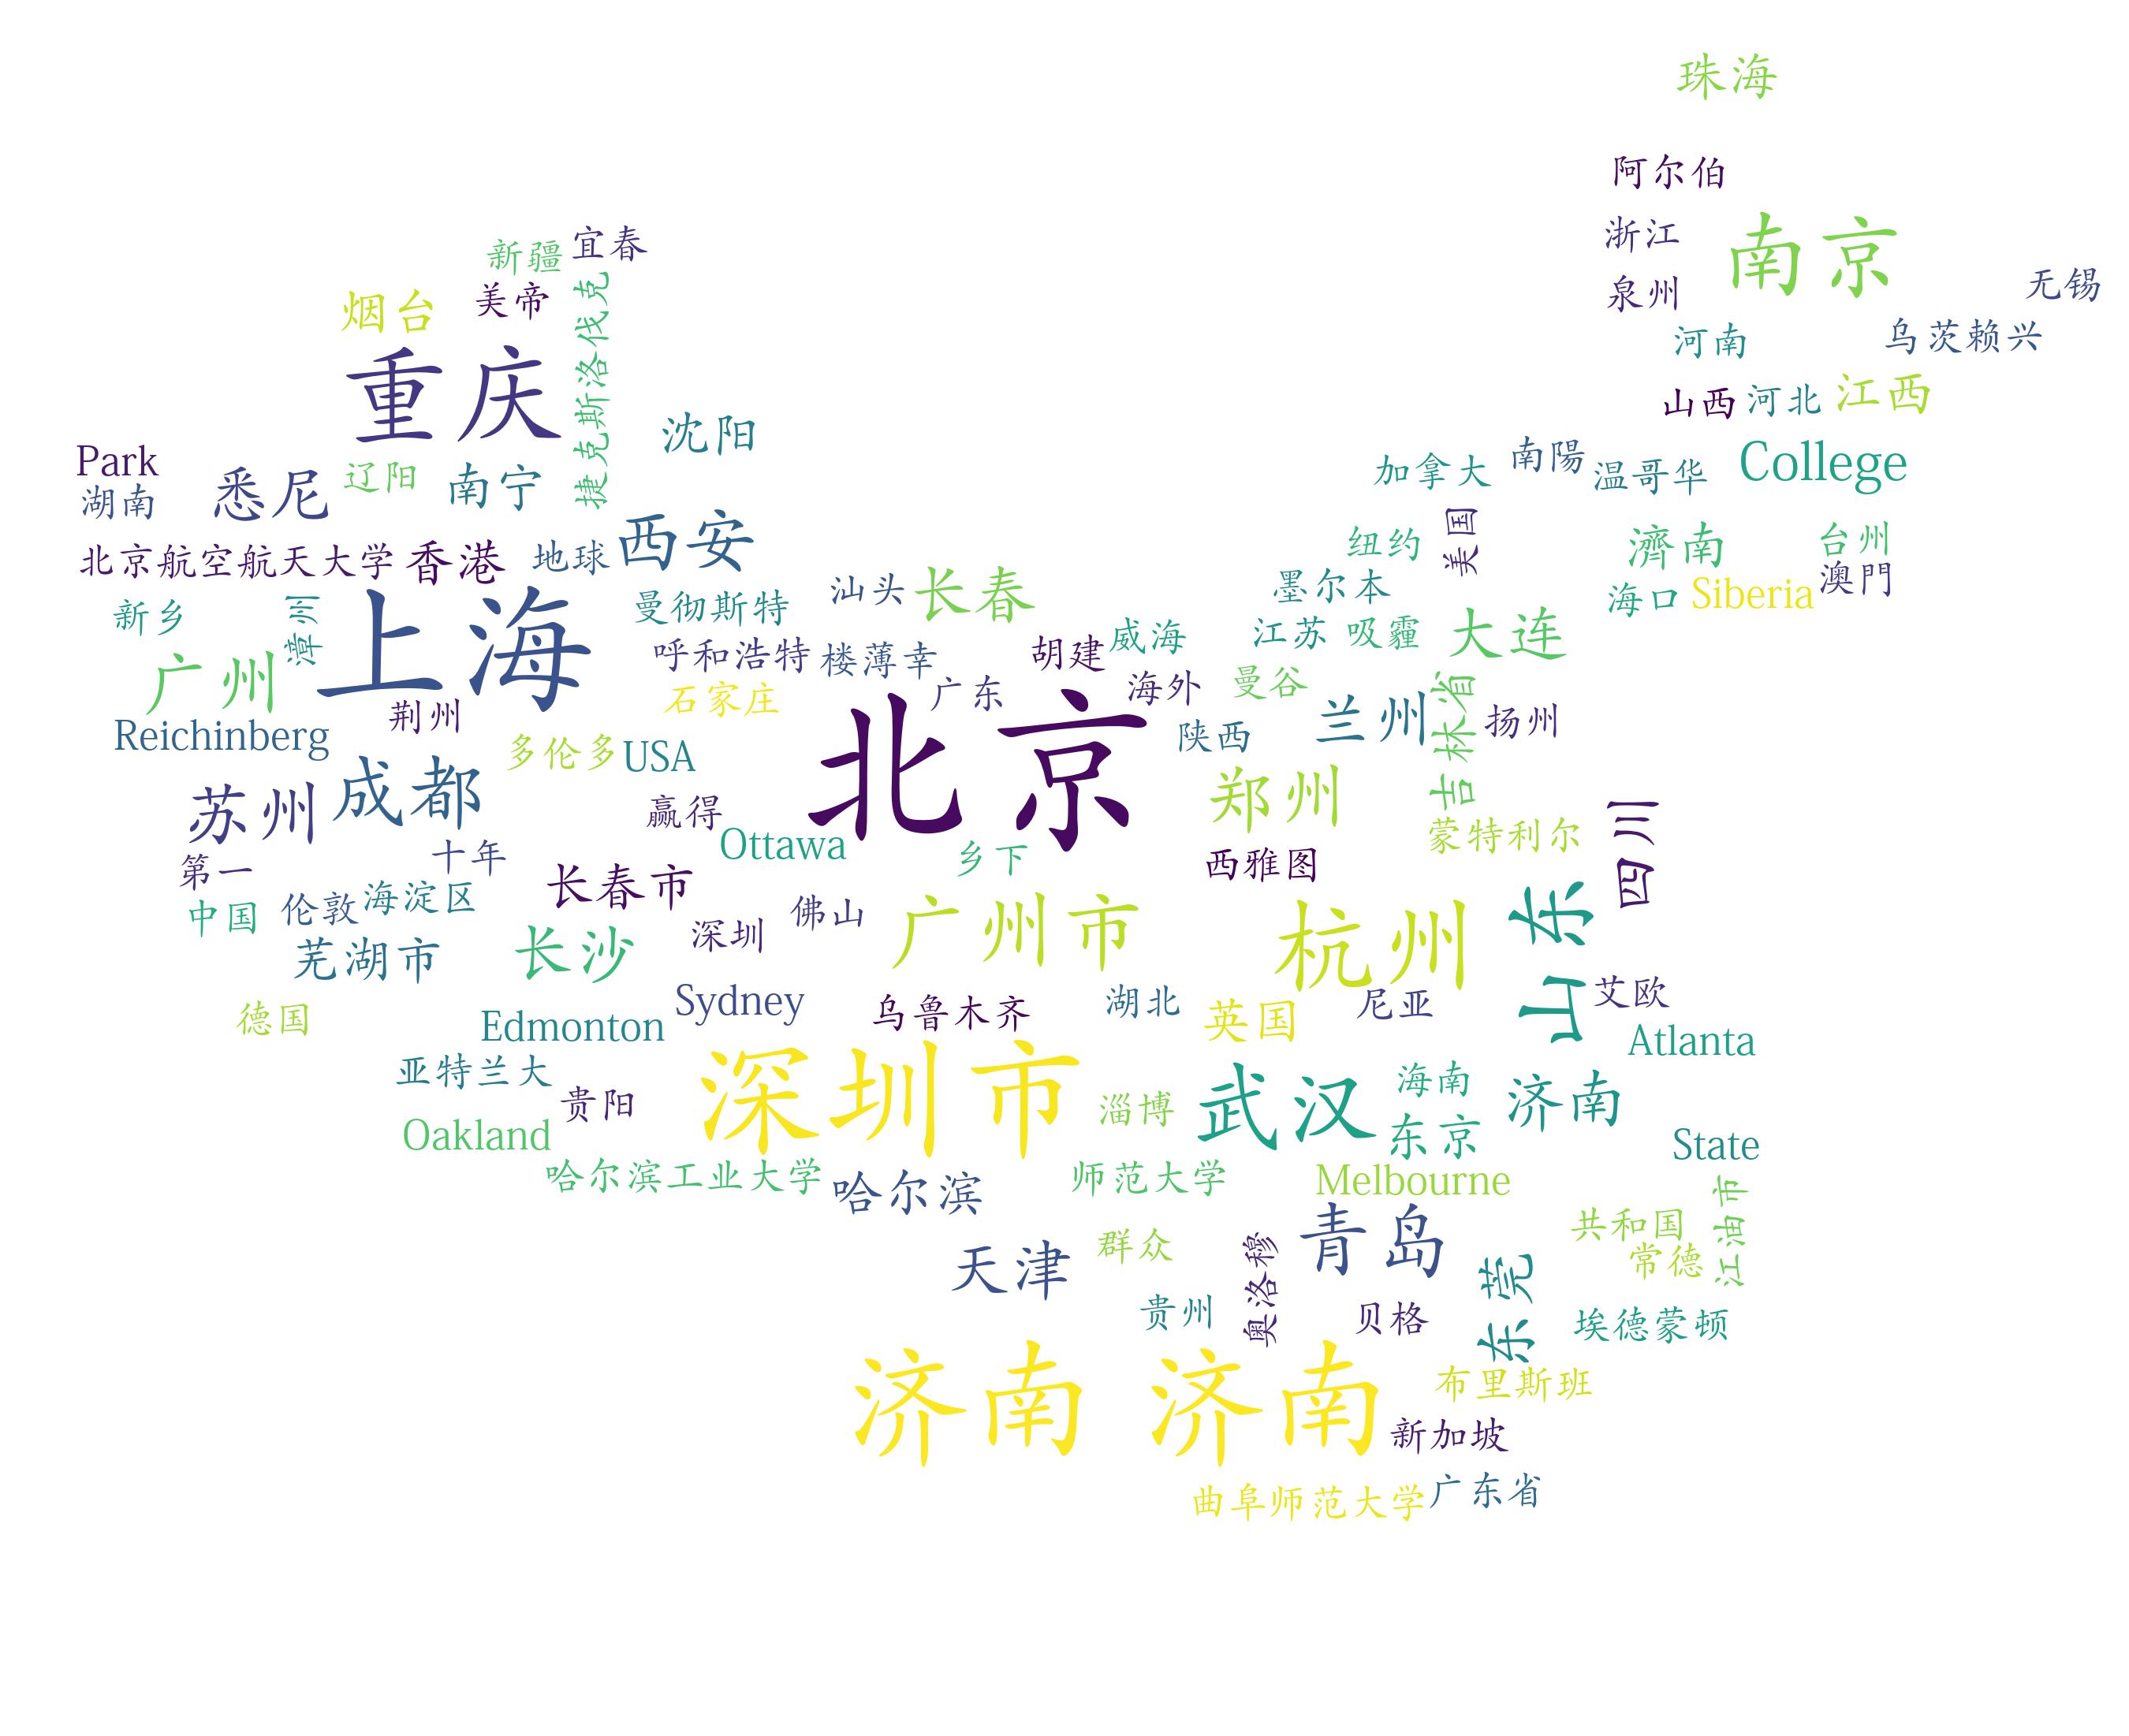 珠海
阿尔伯
浙江
南京
泉州
无锡
河南
乌茨赖兴
山西
河北
江西
新疆
宜春
烟台
美帝
捷克斯洛伐克
重庆
沈阳
Park
湖南
悉尼
辽阳
南宁
加拿大
南陽
温哥华
College
北京航空航天大学
香港
地球
西安
纽约
美国
濟南
台州
新乡
漳州
上海
曼彻斯特
汕头
长春
墨尔本
海口
Siberia
澳門
广州
呼和浩特
楼薄幸
胡建
威海
江苏
吸霾
大连
荆州
石家庄
广东
海外
曼谷
吉林省
Reichinberg
多伦多
USA
北京
陕西
兰州
扬州
苏州
成都
赢得
Ottawa
郑州
蒙特利尔
四川
第一
十年
长春市
乡下
西雅图
中国
伦敦
海淀区
深圳
佛山
广州市
杭州
山东
芜湖市
长沙
Sydney
乌鲁木齐
湖北
英国
尼亚
艾欧
德国
Edmonton
Atlanta
亚特兰大
贵阳
深圳市
淄博
武汉
海南
东京
济南
Oakland
State
哈尔滨工业大学
哈尔滨
师范大学
Melbourne
天津
群众
奥洛穆
青岛
东莞
共和国
常德
江油市
贵州
贝格
埃德蒙顿
济南 济南
布里斯班
新加坡
曲阜师范大学
广东省